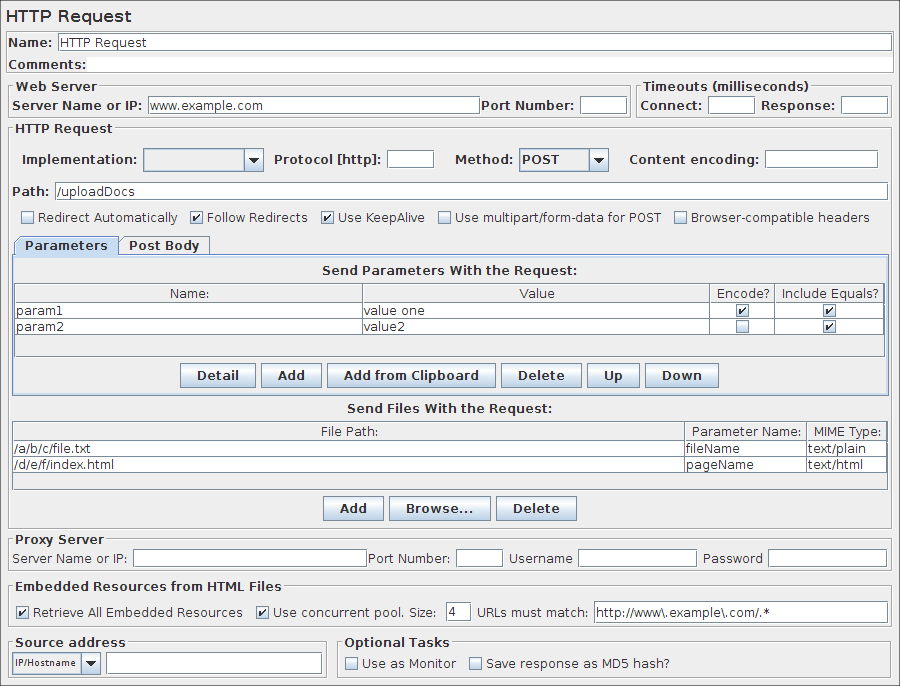 HTTP Request
Name: HTTP Request
Comments:
Web Server Timeouts (milliseconds)
Server Name or IP: www.example.com Port Number: Connect: Response:
HTTP Request
Implementation: Protocol [http]: Method: POST Content encoding:
Path: /uploadDocs
Redirect Automatically Follow Redirects Use KeepAlive Use multipart/form-data for POST Browser-compatible headers
Parameters Post Body
Send Parameters With the Request:
Name: Value Encode? Include Equals?
param1 value one
param2 value2
Detail Add Add from Clipboard Delete Up Down
Send Files With the Request:
File Path: Parameter Name: MIME Type:
/a/b/c/file.txt fileName text/plain
/d/e/f/index.html pageName text/html
Add Browse... Delete
Proxy Server
Server Name or IP: Port Number: Username Password
Embedded Resources from HTML Files
Retrieve All Embedded Resources Use concurrent pool. Size: 4 URLs must match: http://www\.example\.com/.*
Source address Optional Tasks
IP/Hostname Use as Monitor Save response as MD5 hash?